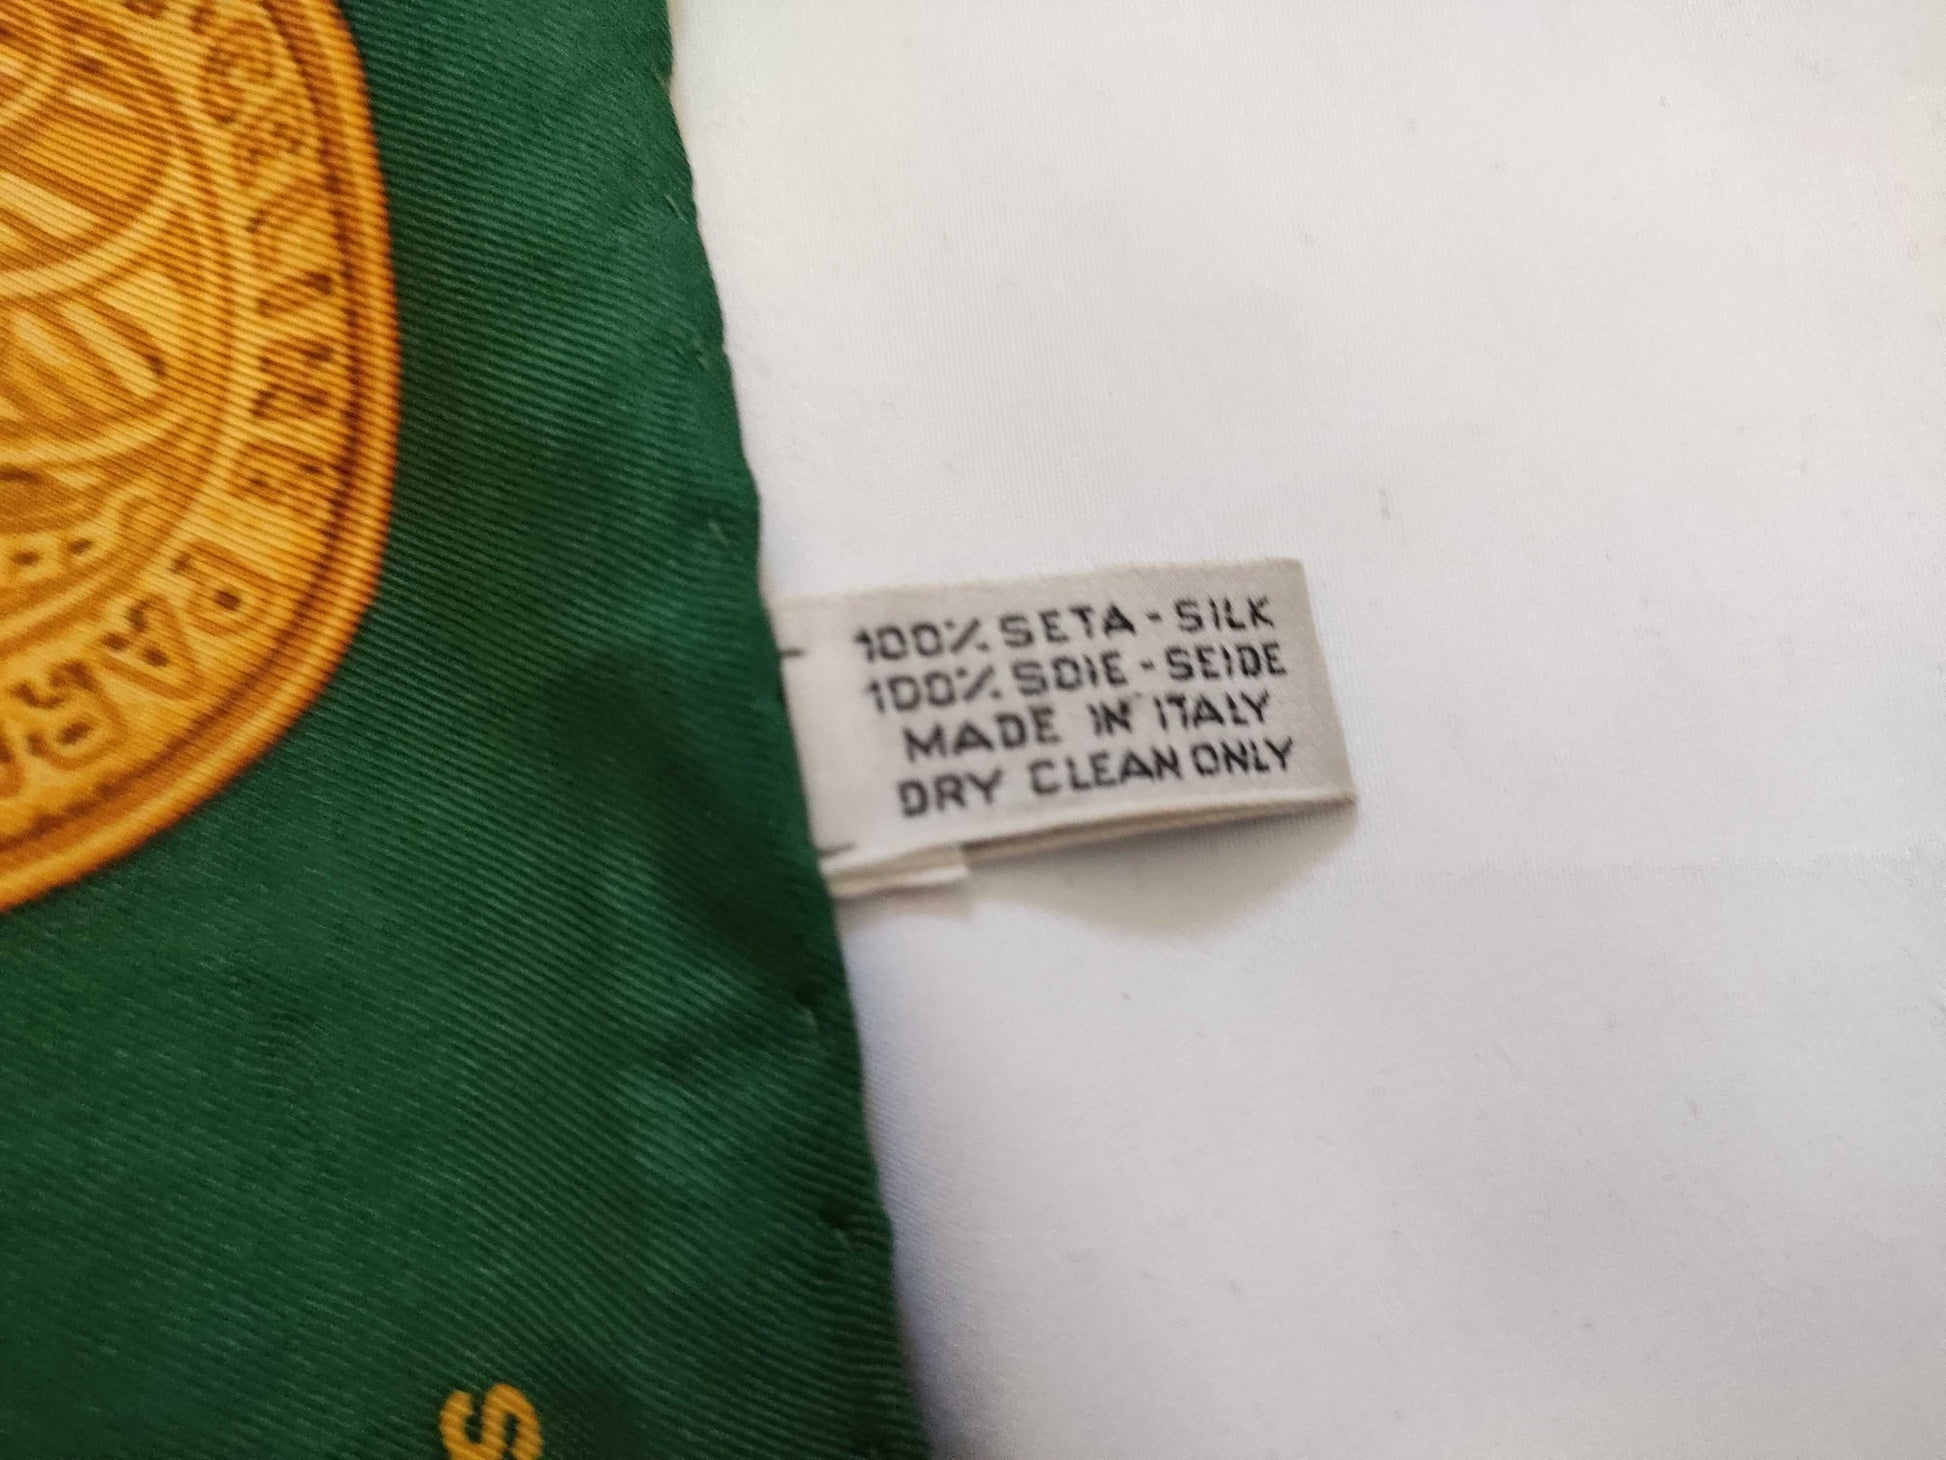 100% SETA - SILK
100% SOIE - SEIDE
MADE IN ITALY
DRY CLEAN ONLY
S